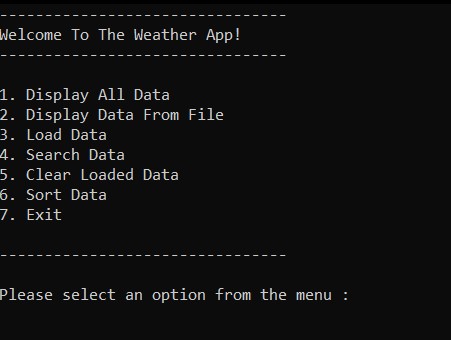 --------------------------------
Welcome To The Weather App!
--------------------------------
1. Display All Data
2. Display Data From File
3. Load Data
4. Search Data
5. Clear Loaded Data
6. Sort Data
7. Exit
--------------------------------
Please select an option from the menu :